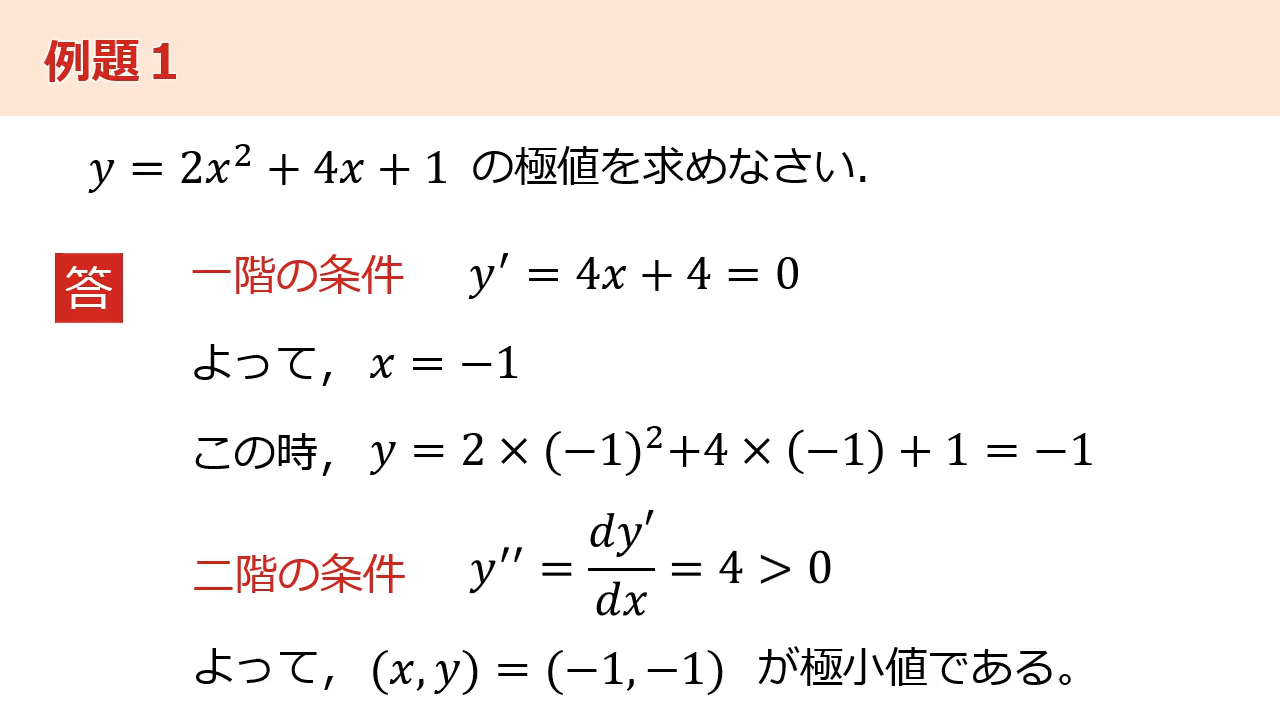 例題１
y = 2x² + 4x + 1 の極値を求めなさい.
答 一階の条件 y′ = 4x + 4 = 0
よって, x = −1
この時, y = 2 × (−1)²+4 × (−1) + 1 = −1
二階の条件 y′′ = dy′/dx = 4 > 0
よって, (x, y) = (−1, −1) が極小値である。